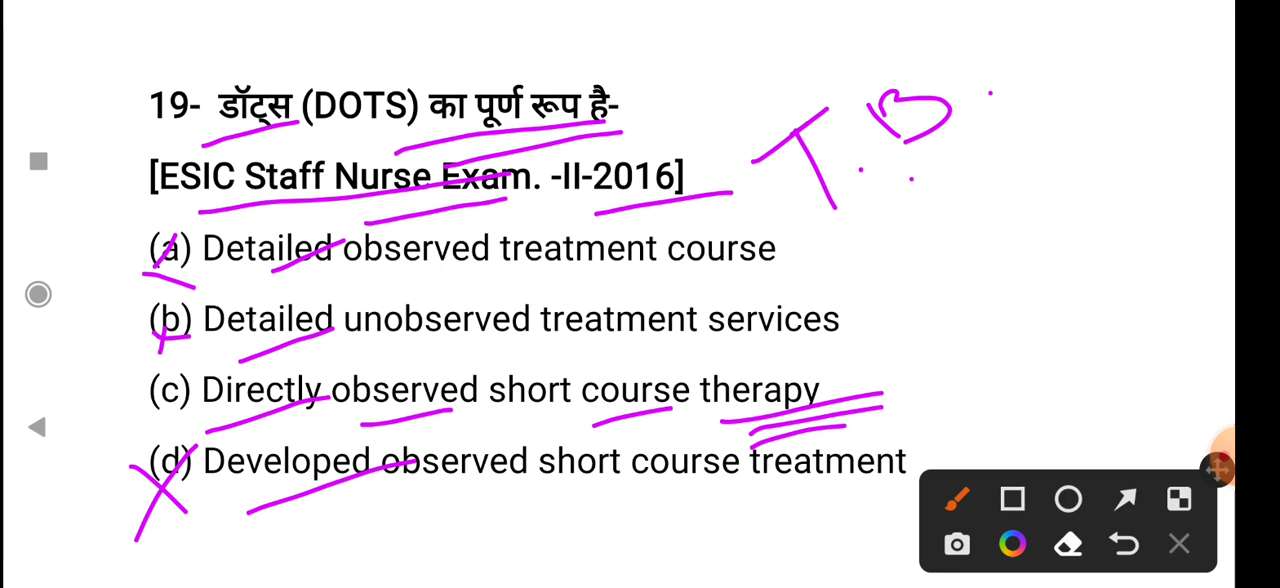 19- डॉट्स (DOTS) का पूर्ण रूप है-
T.B.
[ESIC Staff Nurse Exam. -II-2016]
(a) Detailed observed treatment course
(b) Detailed unobserved treatment services
(c) Directly observed short course therapy
(d) Developed observed short course treatment